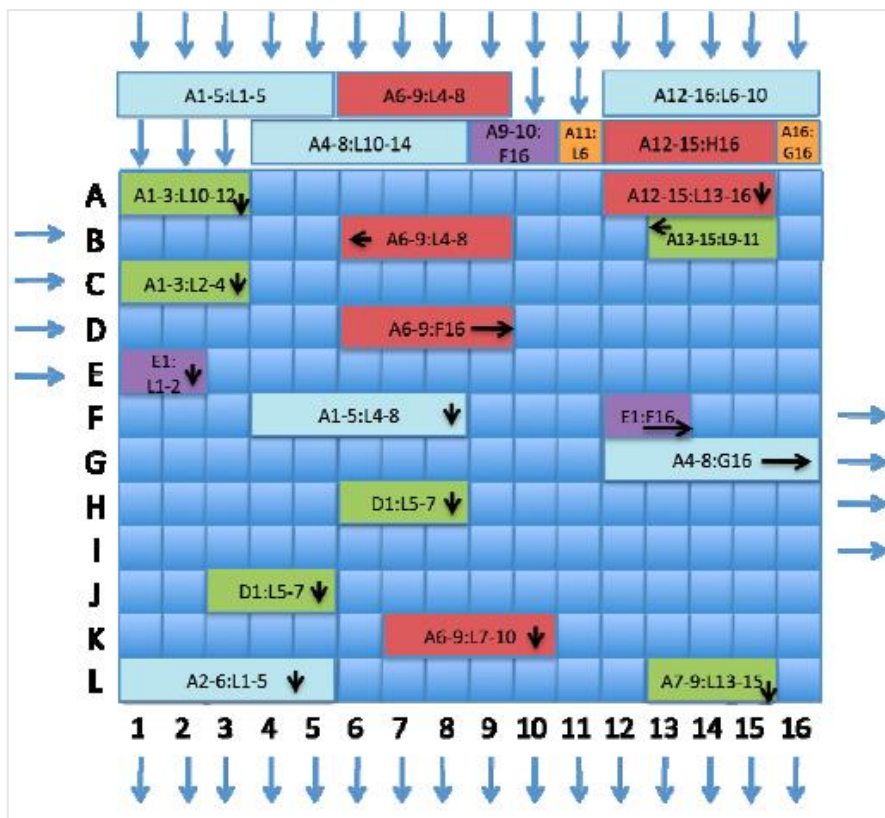 A1-5:L1-5 A6-9:L4-8 A12-16:L6-10
A4-8:L10-14 A9-10: A11: A12-15:H16 A16:
F16 L6 G16
A A1-3:L10-12 A12-15:L13-16
B A6-9:L4-8 A13-15:L9-11
C A1-3:L2-4
D A6-9:F16
E E1:
L1-2
F A1-5:L4-8 E1:F16
G A4-8:G16
H D1:L5-7
I
J D1:L5-7
K A6-9:L7-10
L A2-6:L1-5 A7-9:L13-15
1 2 3 4 5 6 7 8 9 10 11 12 13 14 15 16